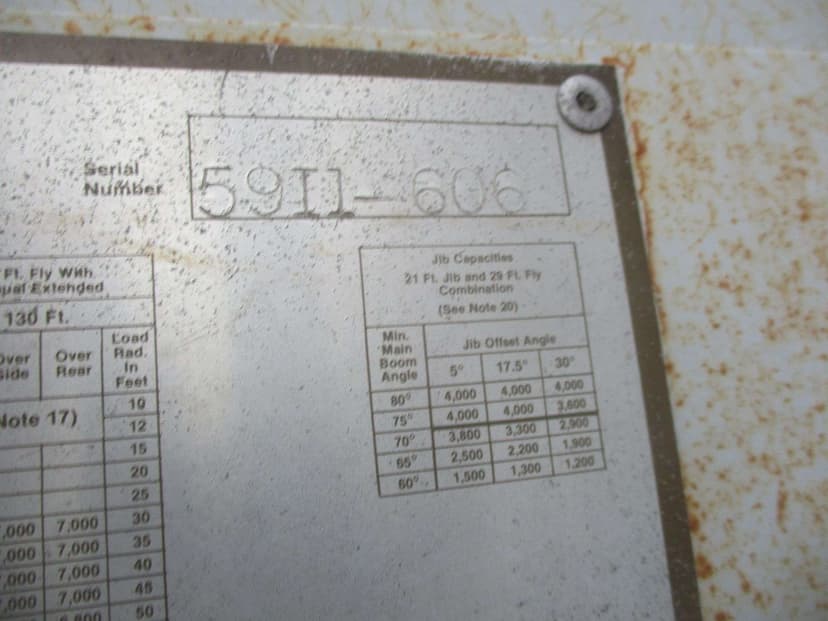 Serial
Number
59I1-606
Ft. Fly With
Extended
130 Ft.
Over
Side
Over
Rear
Load
Rad.
In
Feet
Note 17)
10
12
15
20
25
,000 7,000 30
,000 7,000 35
,000 7,000 40
,000 7,000 45
50
Jib Capacities
21 Ft. Jib and 29 Ft. Fly
Combination
(See Note 20)
Min.
Main
Boom
Angle
Jib Offset Angle
5° 17.5° 30°
80° 4,000 4,000 4,000
75° 4,000 4,000 3,600
70° 3,800 3,300 2,900
65° 2,500 2,200 1,900
60° 1,500 1,300 1,200